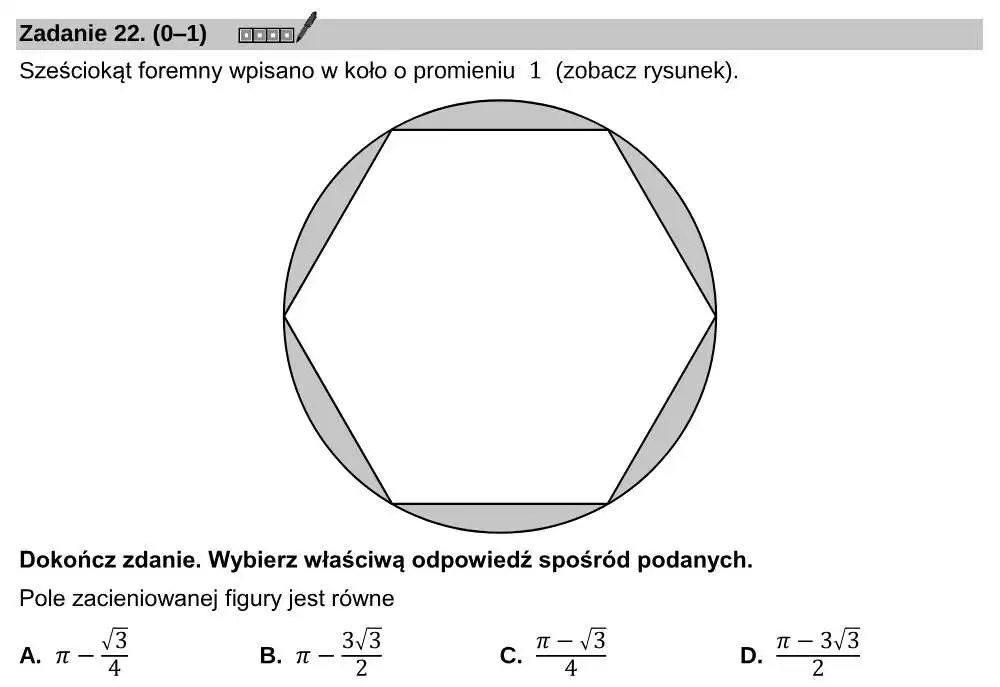 Zadanie 22. (0–1)
Sześciokąt foremny wpisano w koło o promieniu 1 (zobacz rysunek).
Dokończ zdanie. Wybierz właściwą odpowiedź spośród podanych.
Pole zacieniowanej figury jest równe
A. π − √3/4 B. π − 3√3/2 C. (π − √3)/4 D. (π − 3√3)/2